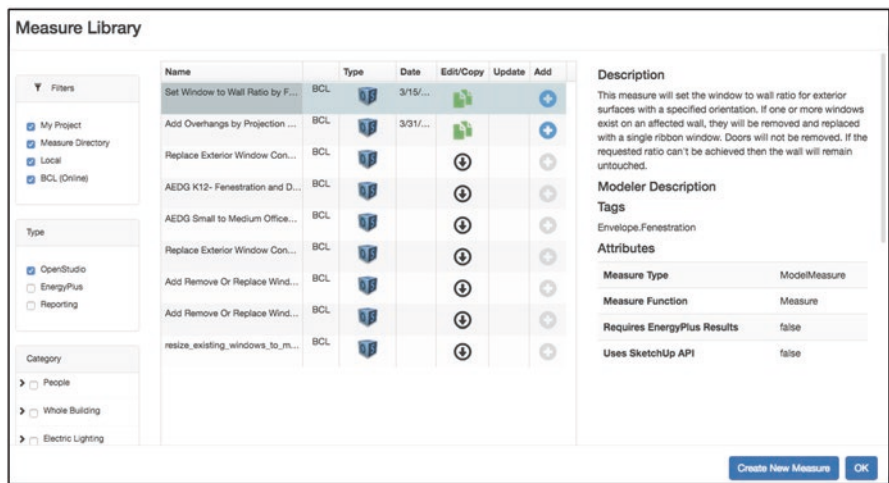 Measure Library
Filters
My Project
Measure Directory
Local
BCL (Online)
Type
OpenStudio
EnergyPlus
Reporting
Category
People
Whole Building
Electric Lighting
Name Type Date Edit/Copy Update Add
Set Window to Wall Ratio by F... BCL 3/15/...
Add Overhangs by Projection ... BCL 3/31/...
Replace Exterior Window Con... BCL
AEDG K12- Fenestration and D... BCL
AEDG Small to Medium Office... BCL
Replace Exterior Window Con... BCL
Add Remove Or Replace Wind... BCL
Add Remove Or Replace Wind... BCL
resize_existing_windows_to_m... BCL
Description
This measure will set the window to wall ratio for exterior
surfaces with a specified orientation. If one or more windows
exist on an affected wall, they will be removed and replaced
with a single ribbon window. Doors will not be removed. If the
requested ratio can't be achieved then the wall will remain
untouched.
Modeler Description
Tags
Envelope.Fenestration
Attributes
Measure Type ModelMeasure
Measure Function Measure
Requires EnergyPlus Results false
Uses SketchUp API false
Create New Measure OK